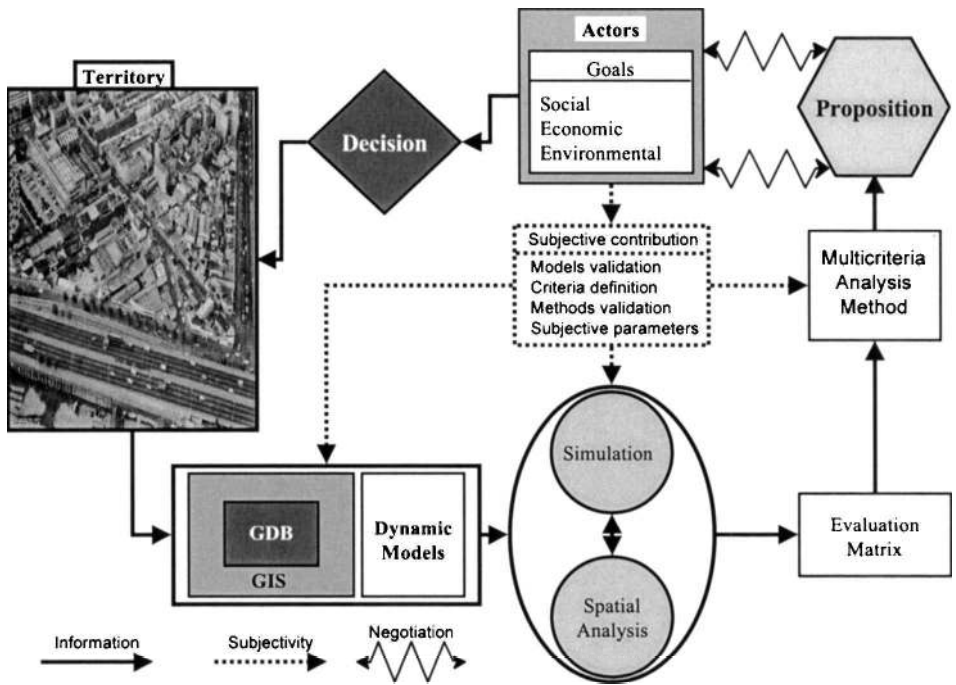 Actors
Goals
Social
Economic
Environmental
Territory
Decision
Proposition
Subjective contribution
Models validation
Criteria definition
Methods validation
Subjective parameters
Multicriteria
Analysis
Method
Simulation
Spatial
Analysis
GDB
GIS
Dynamic
Models
Evaluation
Matrix
Information
Subjectivity
Negotiation